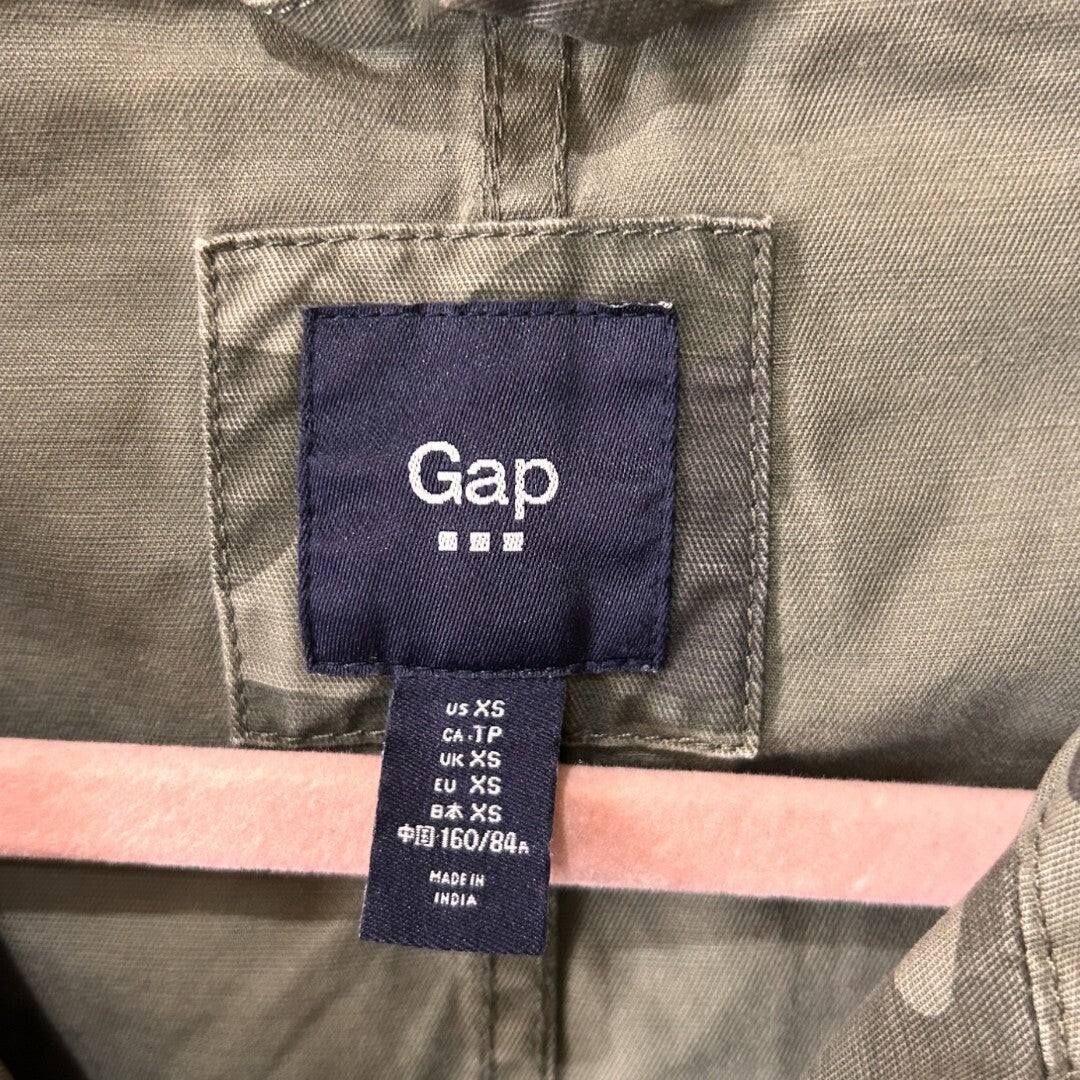 Gap
US XS
CA TP
UK XS
EU XS
日本 XS
中国 160/84A
MADE IN
INDIA